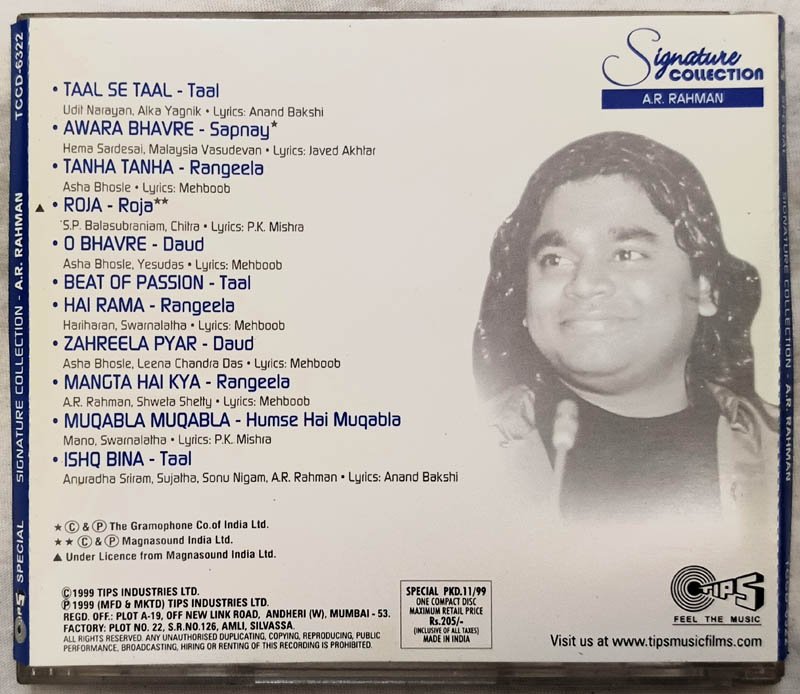 Signature
COLLECTION
A.R. RAHMAN
• TAAL SE TAAL - Taal
Udit Narayan, Alka Yagnik • Lyrics: Anand Bakshi
• AWARA BHAVRE - Sapnay*
Hema Sardesai, Malaysia Vasudevan • Lyrics: Javed Akhtar
• TANHA TANHA - Rangeela
Asha Bhosle • Lyrics: Mehboob
▲ • ROJA - Roja**
S.P. Balasubraniam, Chitra • Lyrics: P.K. Mishra
• O BHAVRE - Daud
Asha Bhosle, Yesudas • Lyrics: Mehboob
• BEAT OF PASSION - Taal
• HAI RAMA - Rangeela
Hariharan, Swarnalatha • Lyrics: Mehboob
• ZAHREELA PYAR - Daud
Asha Bhosle, Leena Chandra Das • Lyrics: Mehboob
• MANGTA HAI KYA - Rangeela
A.R. Rahman, Shweta Shetty • Lyrics: Mehboob
• MUQABLA MUQABLA - Humse Hai Muqabla
Mano, Swarnalatha • Lyrics: P.K. Mishra
• ISHQ BINA - Taal
Anuradha Sriram, Sujatha, Sonu Nigam, A.R. Rahman • Lyrics: Anand Bakshi
★ Ⓒ & Ⓟ The Gramophone Co.of India Ltd.
★ ★ Ⓒ & Ⓟ Magnasound India Ltd.
▲ Under Licence from Magnasound India Ltd.
Ⓒ 1999 TIPS INDUSTRIES LTD.
Ⓟ 1999 (MFD & MKTD) TIPS INDUSTRIES LTD.
REGD. OFF.: PLOT A-19, OFF NEW LINK ROAD, ANDHERI (W), MUMBAI - 53.
FACTORY: PLOT NO. 22, S.R.NO.126, AMLI, SILVASSA.
ALL RIGHTS RESERVED. ANY UNAUTHORISED DUPLICATING, COPYING, REPRODUCING, PUBLIC
PERFORMANCE, BROADCASTING, HIRING OR RENTING OF THIS RECORDING IS PROHIBITED.
SPECIAL PKD.11/99
ONE COMPACT DISC
MAXIMUM RETAIL PRICE
Rs.205/-
(INCLUSIVE OF ALL TAXES)
MADE IN INDIA
TIPS
FEEL THE MUSIC
Visit us at www.tipsmusicfilms.com
TIPS SPECIAL SIGNATURE COLLECTION - A.R. RAHMAN TCCD-6322
SPECIAL SIGNATURE COLLECTION - A.R. RAHMAN